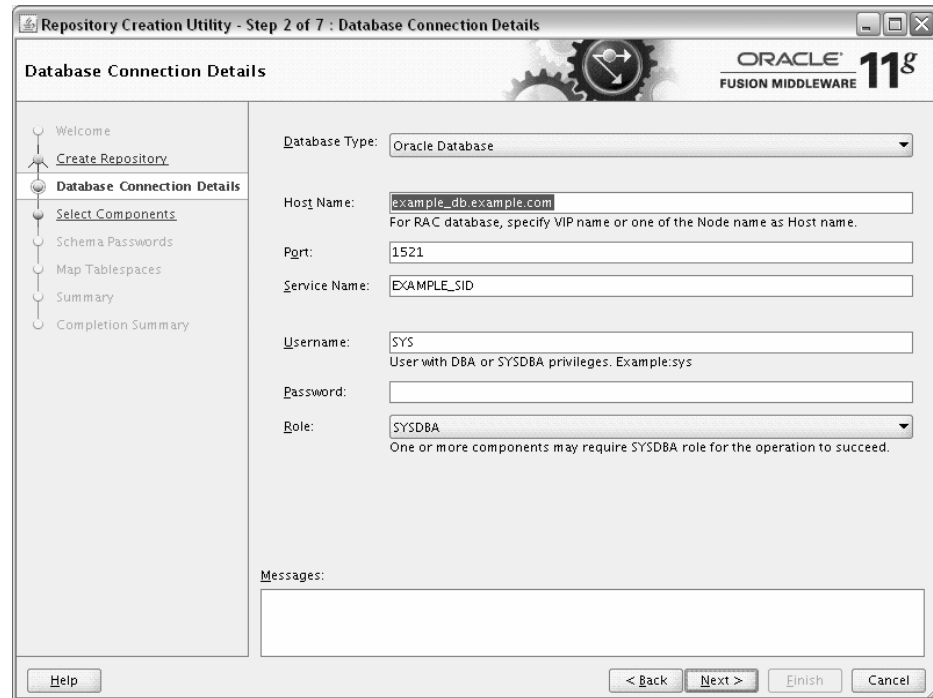 Repository Creation Utility - Step 2 of 7 : Database Connection Details
Database Connection Details
ORACLE
FUSION MIDDLEWARE
11g
Welcome
Create Repository
Database Connection Details
Select Components
Schema Passwords
Map Tablespaces
Summary
Completion Summary
Database Type: Oracle Database
Host Name: example_db.example.com
For RAC database, specify VIP name or one of the Node name as Host name.
Port: 1521
Service Name: EXAMPLE_SID
Username: SYS
User with DBA or SYSDBA privileges. Example:sys
Password:
Role: SYSDBA
One or more components may require SYSDBA role for the operation to succeed.
Messages:
Help
< Back
Next >
Finish
Cancel